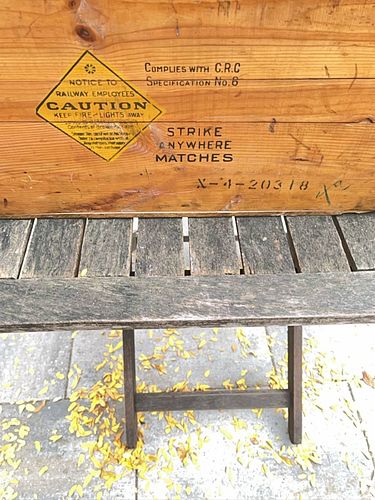 NOTICE TO
RAILWAY EMPLOYEES
CAUTION
KEEP FIRE AND LIGHTS AWAY
COMPLIES WITH C.R.C
SPECIFICATION NO. 6
STRIKE
ANYWHERE
MATCHES
X-4-20318